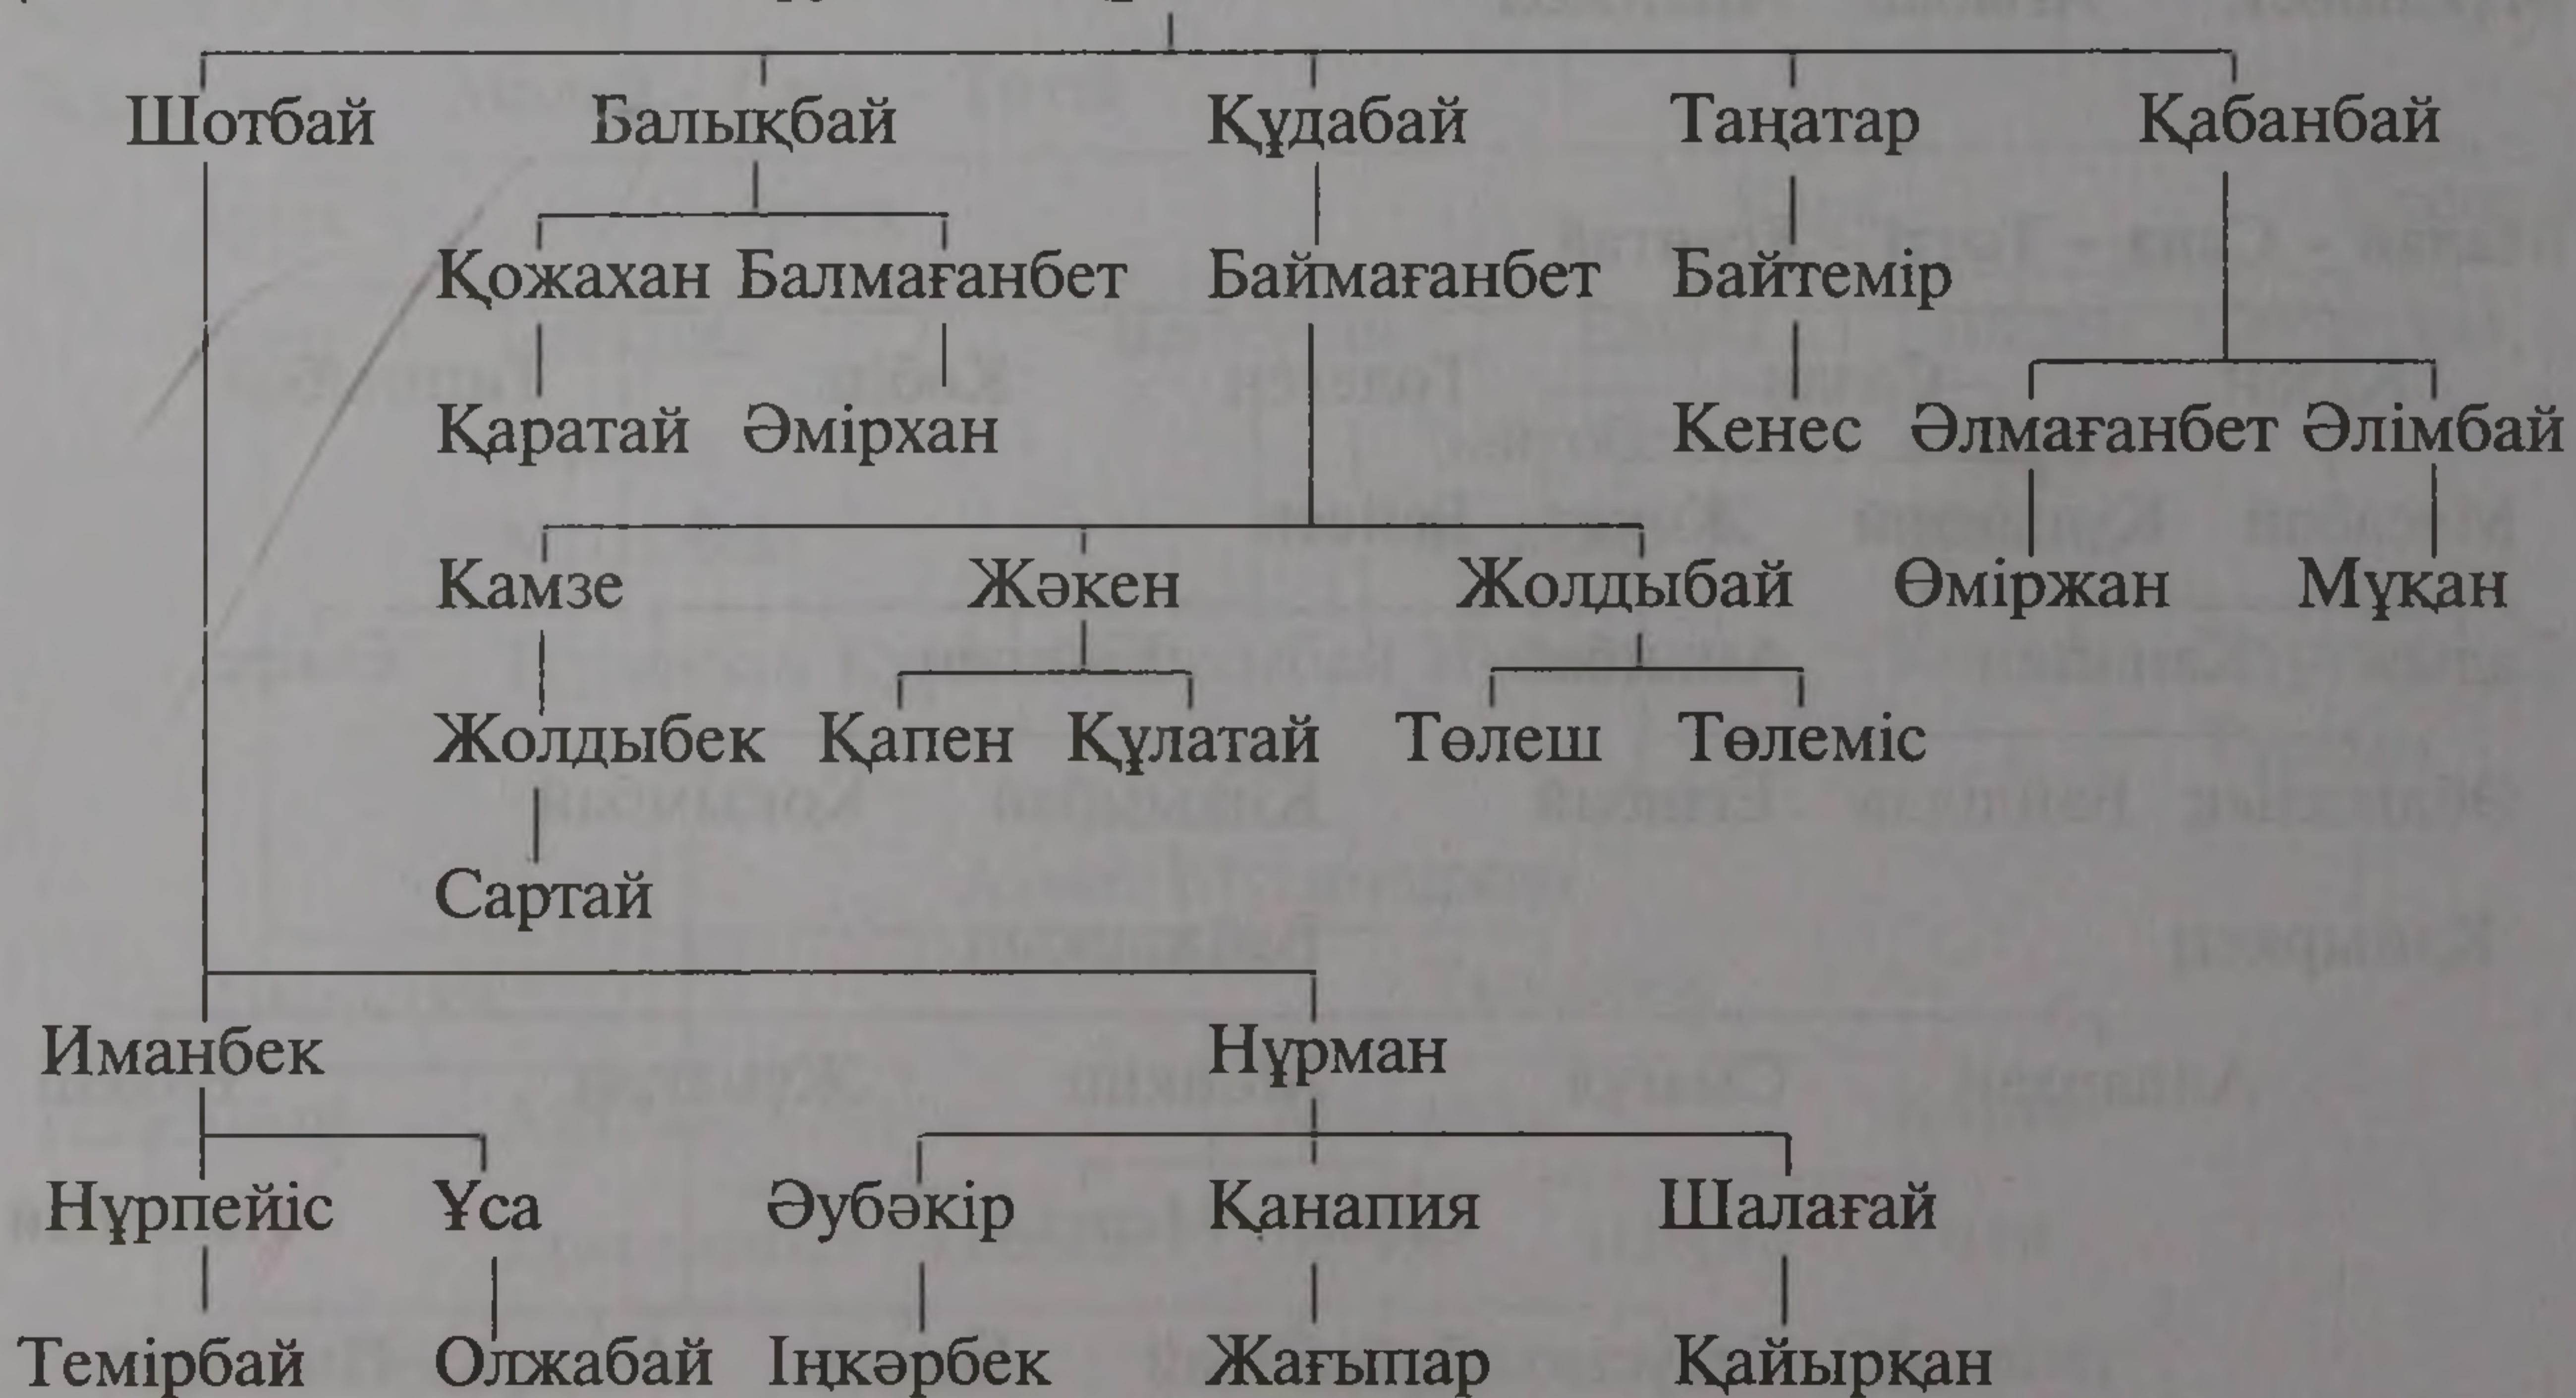 Шотбай Балықбай Құдабай Таңатар Қабанбай
Қожахан Балмағанбет Баймағанбет Байтемір
Қаратай Әмірхан Кенес Әлмағанбет Әлімбай
Камзе Жәкен Жолдыбай Өміржан Мұқан
Жолдыбек Қапен Құлатай Төлеш Төлеміс
Сартай
Иманбек Нұрман
Нұрпейіс Ұса Әубәкір Қанапия Шалағай
Темірбай Олжабай Іңкәрбек Жағыпар Қайырқан